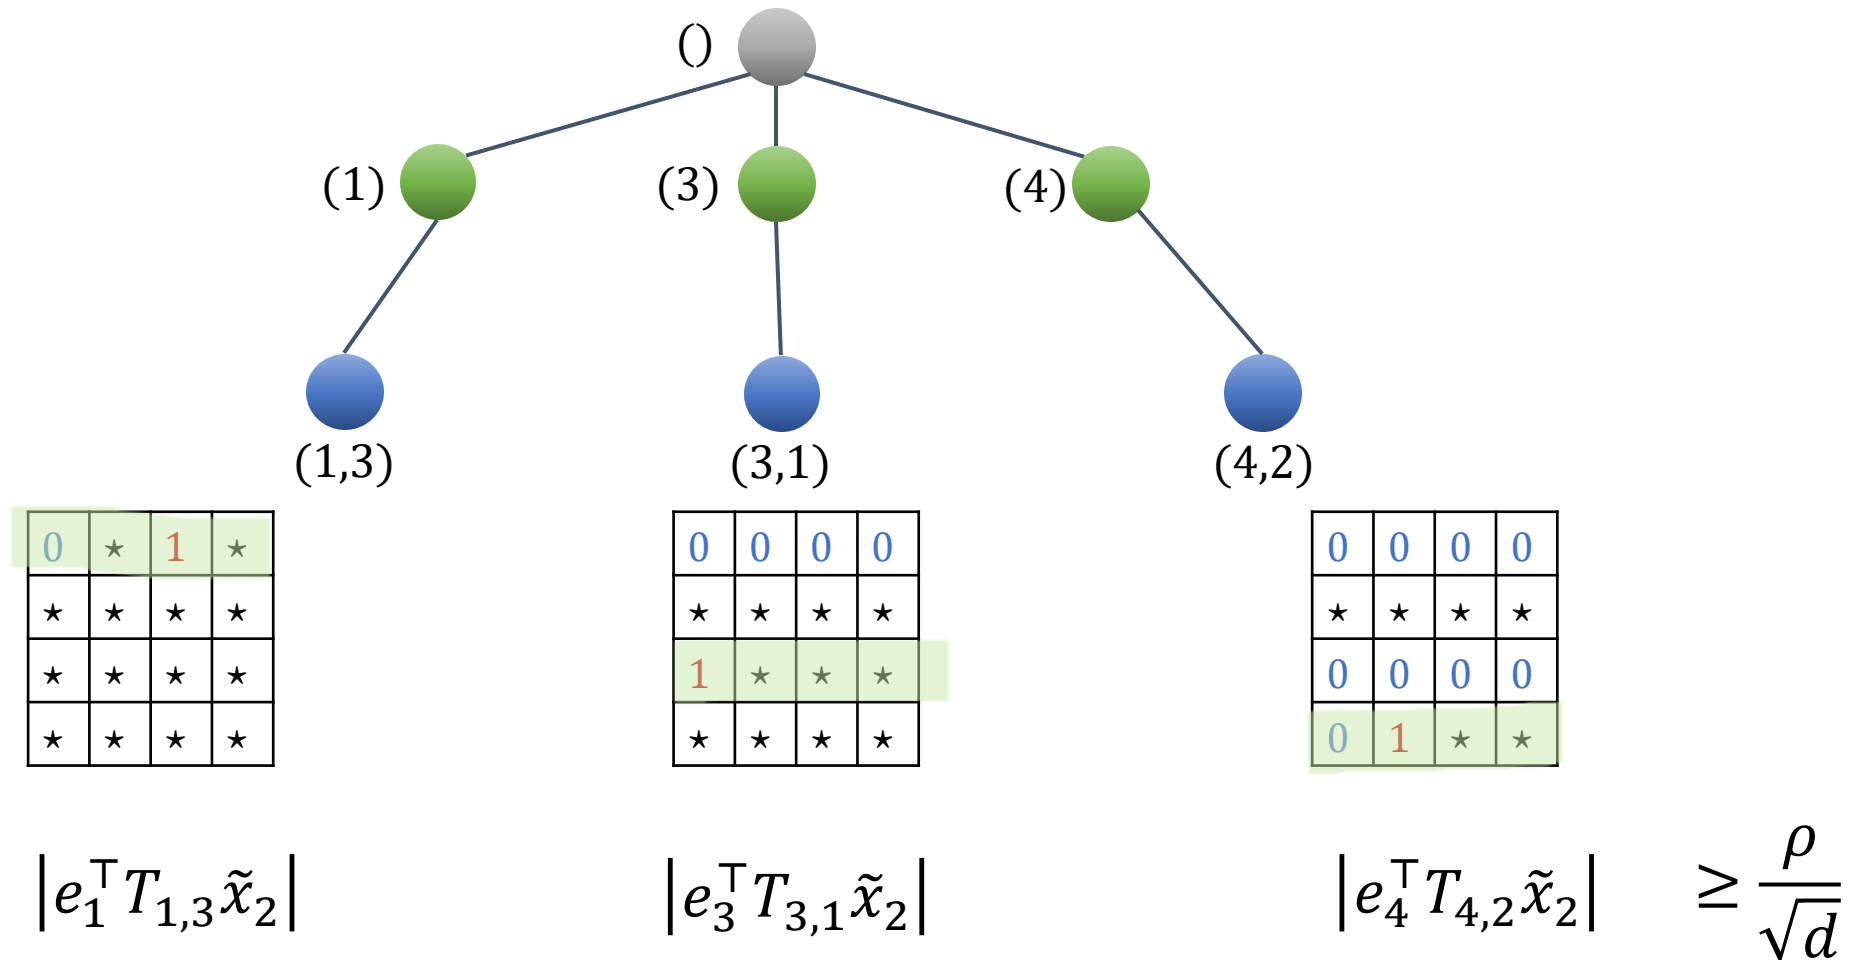 ()
(1) (3) (4)
(1,3) (3,1) (4,2)
0 ⋆ 1 ⋆ 0 0 0 0 0 0 0 0
⋆ ⋆ ⋆ ⋆ ⋆ ⋆ ⋆ ⋆ ⋆ ⋆ ⋆ ⋆
⋆ ⋆ ⋆ ⋆ 1 ⋆ ⋆ ⋆ 0 0 0 0
⋆ ⋆ ⋆ ⋆ ⋆ ⋆ ⋆ ⋆ 0 1 ⋆ ⋆
|e₁ᵀT₁,₃x̃₂| |e₃ᵀT₃,₁x̃₂| |e₄ᵀT₄,₂x̃₂| ≥ ρ/√d